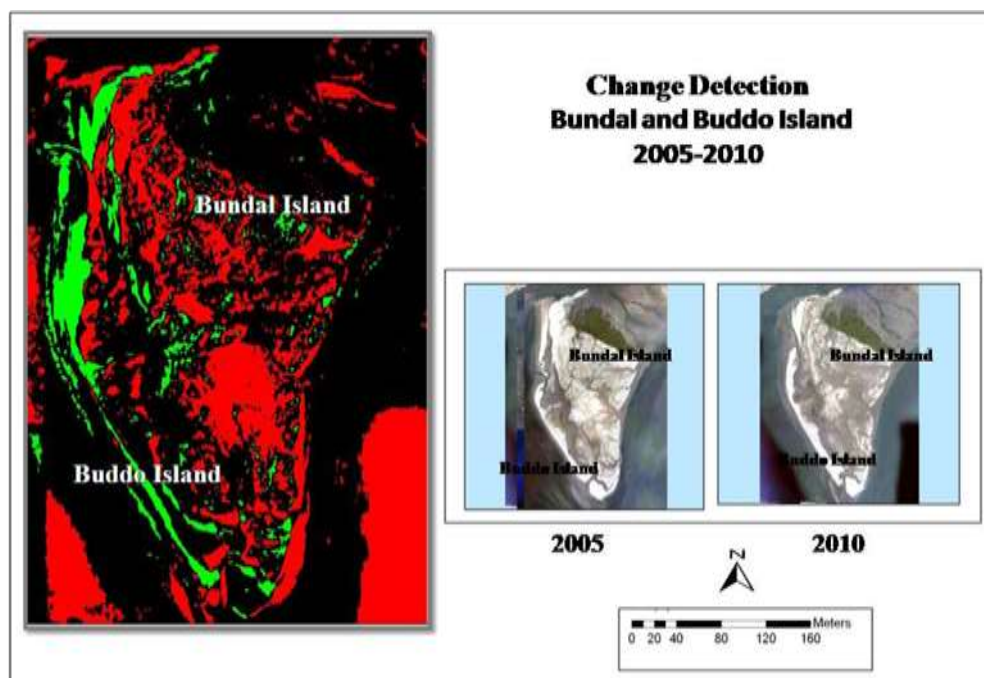 Change Detection
Bundal and Buddo Island
2005-2010
Bundal Island
Buddo Island
Bundal Island
Buddo Island
Bundal Island
Buddo Island
2005
2010
N
Meters
0 20 40 80 120 160